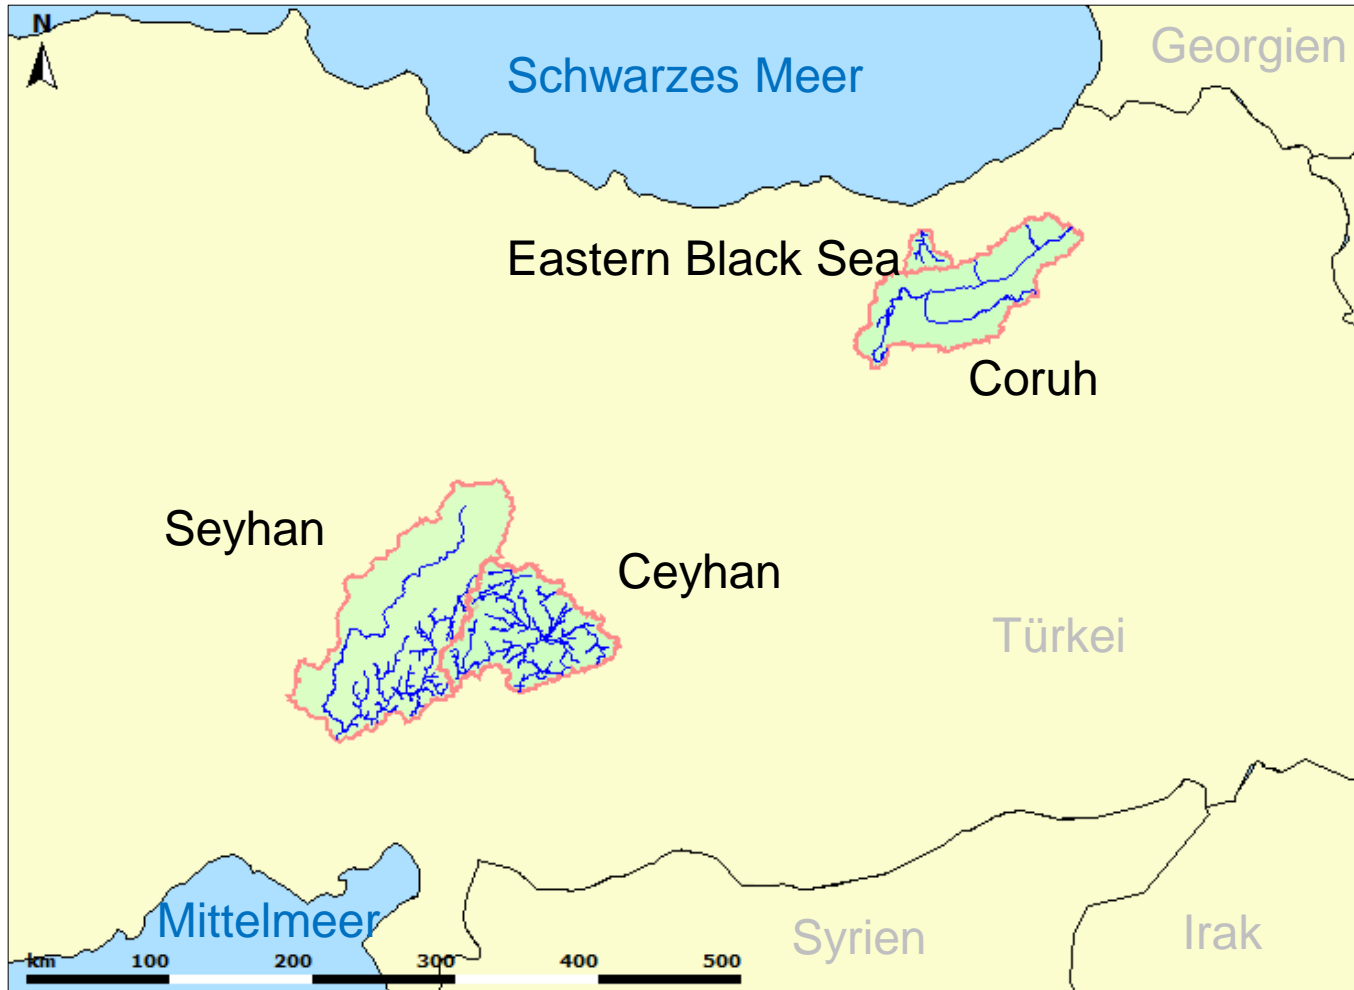 N
Georgien
Schwarzes Meer
Eastern Black Sea
Coruh
Seyhan
Ceyhan
Türkei
Mittelmeer
Syrien
Irak
km 100 200 300 400 500